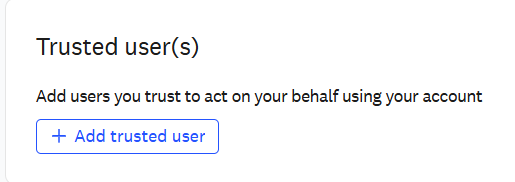 Trusted user(s)
Add users you trust to act on your behalf using your account
+ Add trusted user